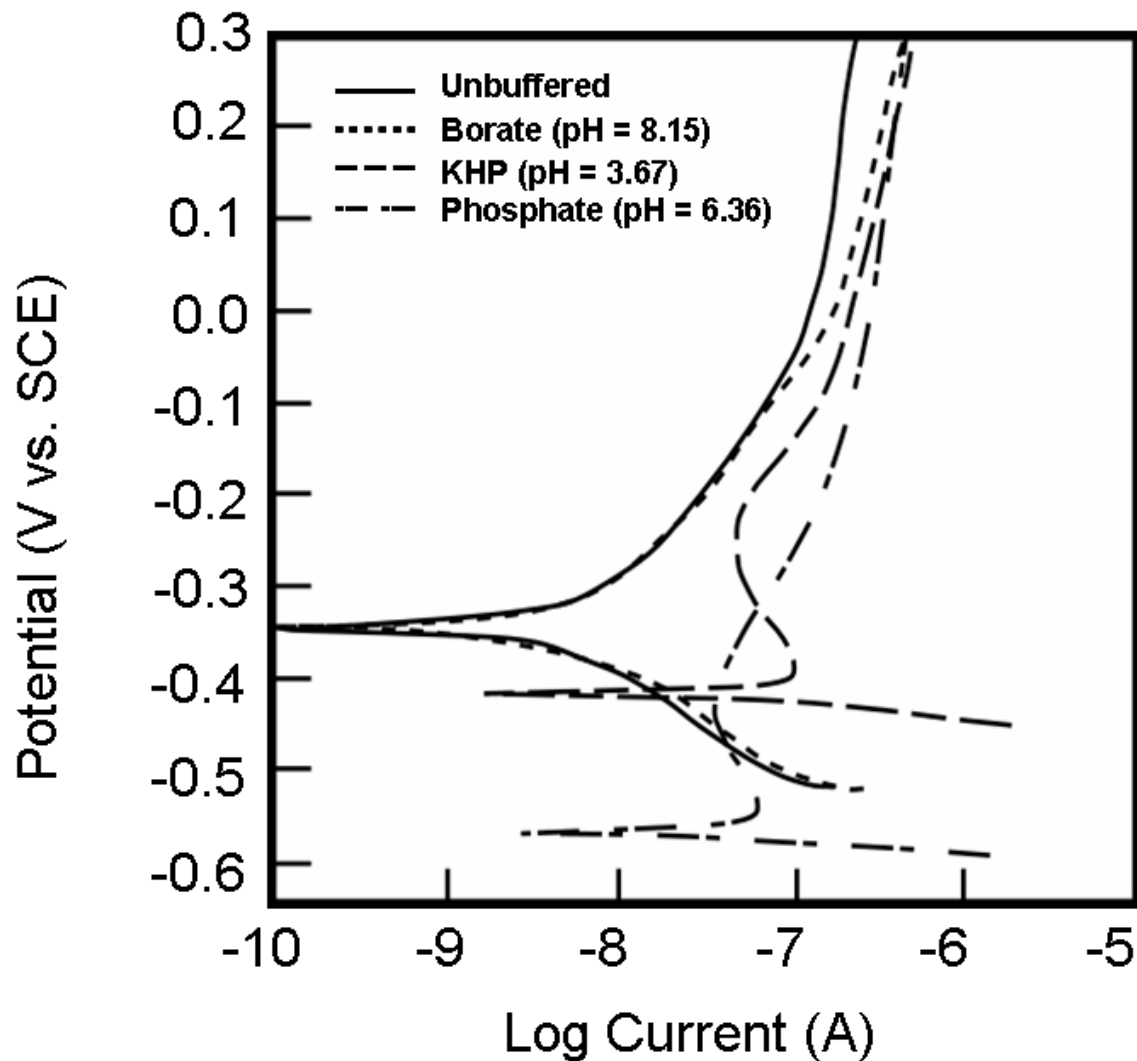 0.3
0.2
0.1
0.0
-0.1
-0.2
-0.3
-0.4
-0.5
-0.6
Potential (V vs. SCE)
Unbuffered
Borate (pH = 8.15)
KHP (pH = 3.67)
Phosphate (pH = 6.36)
-10 -9 -8 -7 -6 -5
Log Current (A)